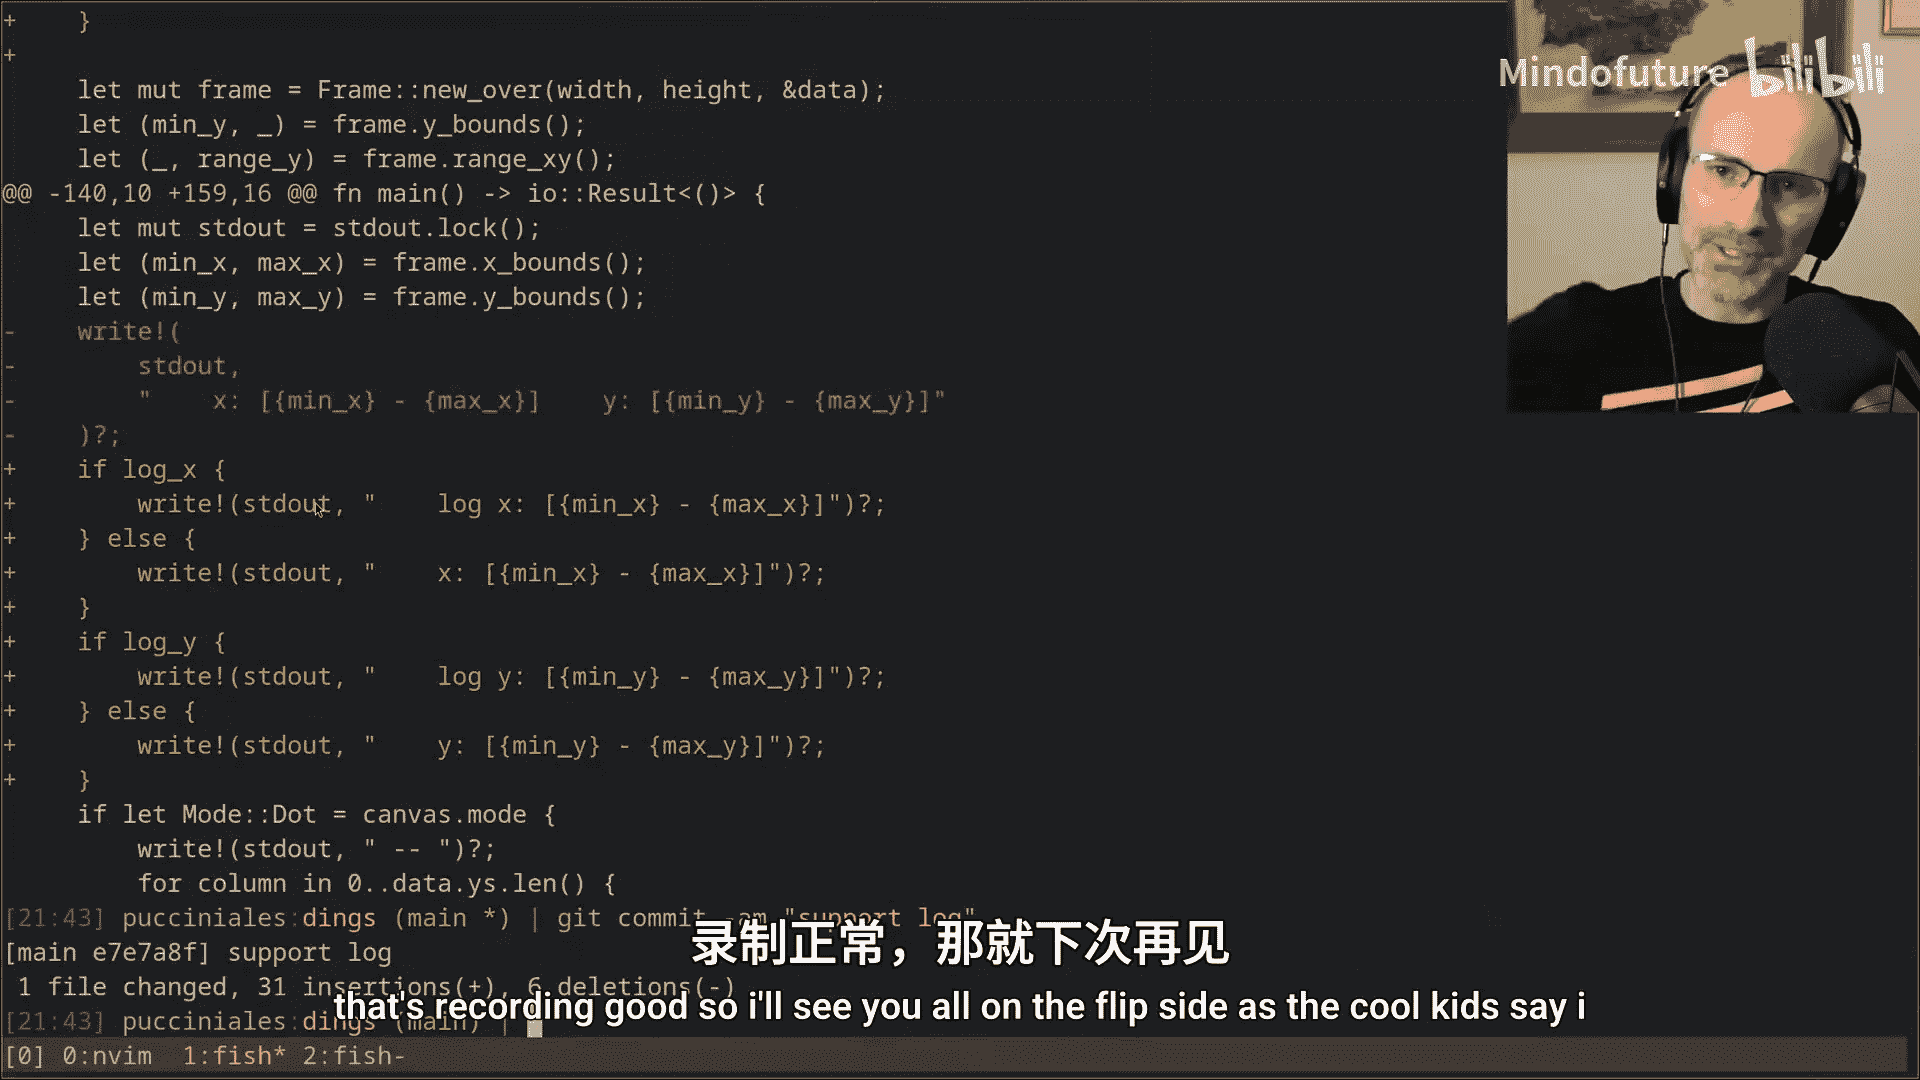 +    }
+
     let mut frame = Frame::new_over(width, height, &data);
     let (min_y, _) = frame.y_bounds();
     let (_, range_y) = frame.range_xy();
@@ -140,10 +159,16 @@ fn main() -> io::Result<()> {
     let mut stdout = stdout.lock();
     let (min_x, max_x) = frame.x_bounds();
     let (min_y, max_y) = frame.y_bounds();
-    write!(
-        stdout,
-        "    x: [{min_x} - {max_x}]    y: [{min_y} - {max_y}]"
-    )?;
+    if log_x {
+        write!(stdout, "    log x: [{min_x} - {max_x}]")?;
+    } else {
+        write!(stdout, "    x: [{min_x} - {max_x}]")?;
+    }
+    if log_y {
+        write!(stdout, "    log y: [{min_y} - {max_y}]")?;
+    } else {
+        write!(stdout, "    y: [{min_y} - {max_y}]")?;
+    }
     if let Mode::Dot = canvas.mode {
         write!(stdout, " -- ")?;
         for column in 0..data.ys.len() {
[21:43] pucciniales:dings (main *) | git commit -am "support log"
[main e7e7a8f] support log
 1 file changed, 31 insertions(+), 6 deletions(-)
[21:43] pucciniales:dings (main) |
[0] 0:nvim  1:fish* 2:fish-
Mindofuture bilibili
录制正常，那就下次再见
that's recording good so i'll see you all on the flip side as the cool kids say i